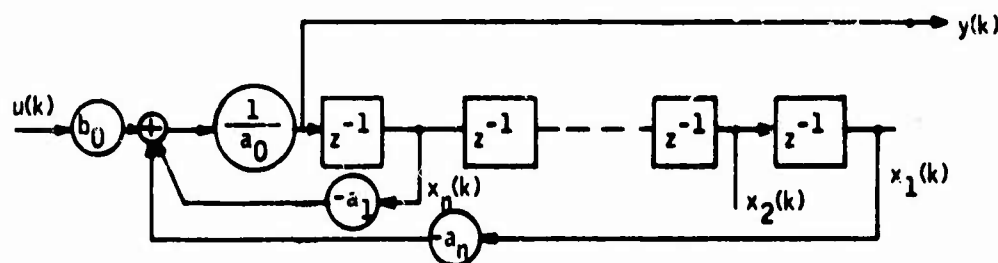 y(k)
u(k)
b0
+
1
a0
z-1
z-1
z-1
z-1
-a1
xn(k)
x2(k)
x1(k)
-an